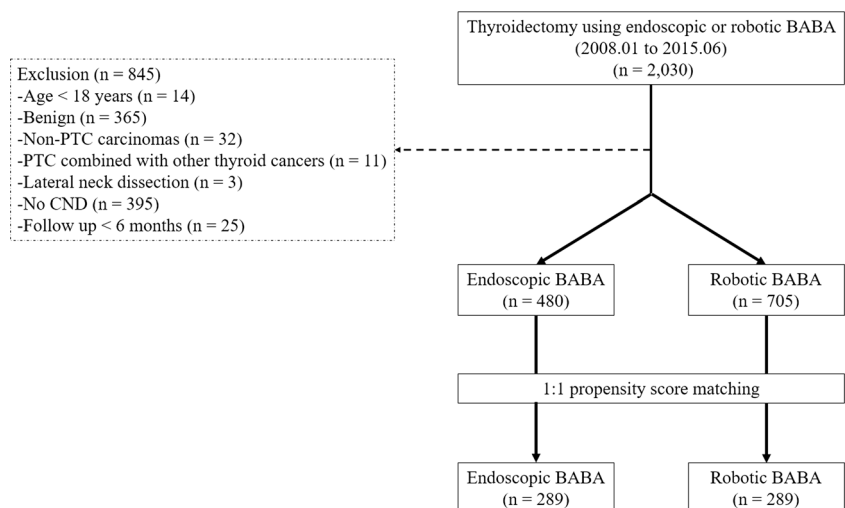 Thyroidectomy using endoscopic or robotic BABA
(2008.01 to 2015.06)
(n = 2,030)
Exclusion (n = 845)
-Age < 18 years (n = 14)
-Benign (n = 365)
-Non-PTC carcinomas (n = 32)
-PTC combined with other thyroid cancers (n = 11)
-Lateral neck dissection (n = 3)
-No CND (n = 395)
-Follow up < 6 months (n = 25)
Endoscopic BABA
(n = 480)
Robotic BABA
(n = 705)
1:1 propensity score matching
Endoscopic BABA
(n = 289)
Robotic BABA
(n = 289)